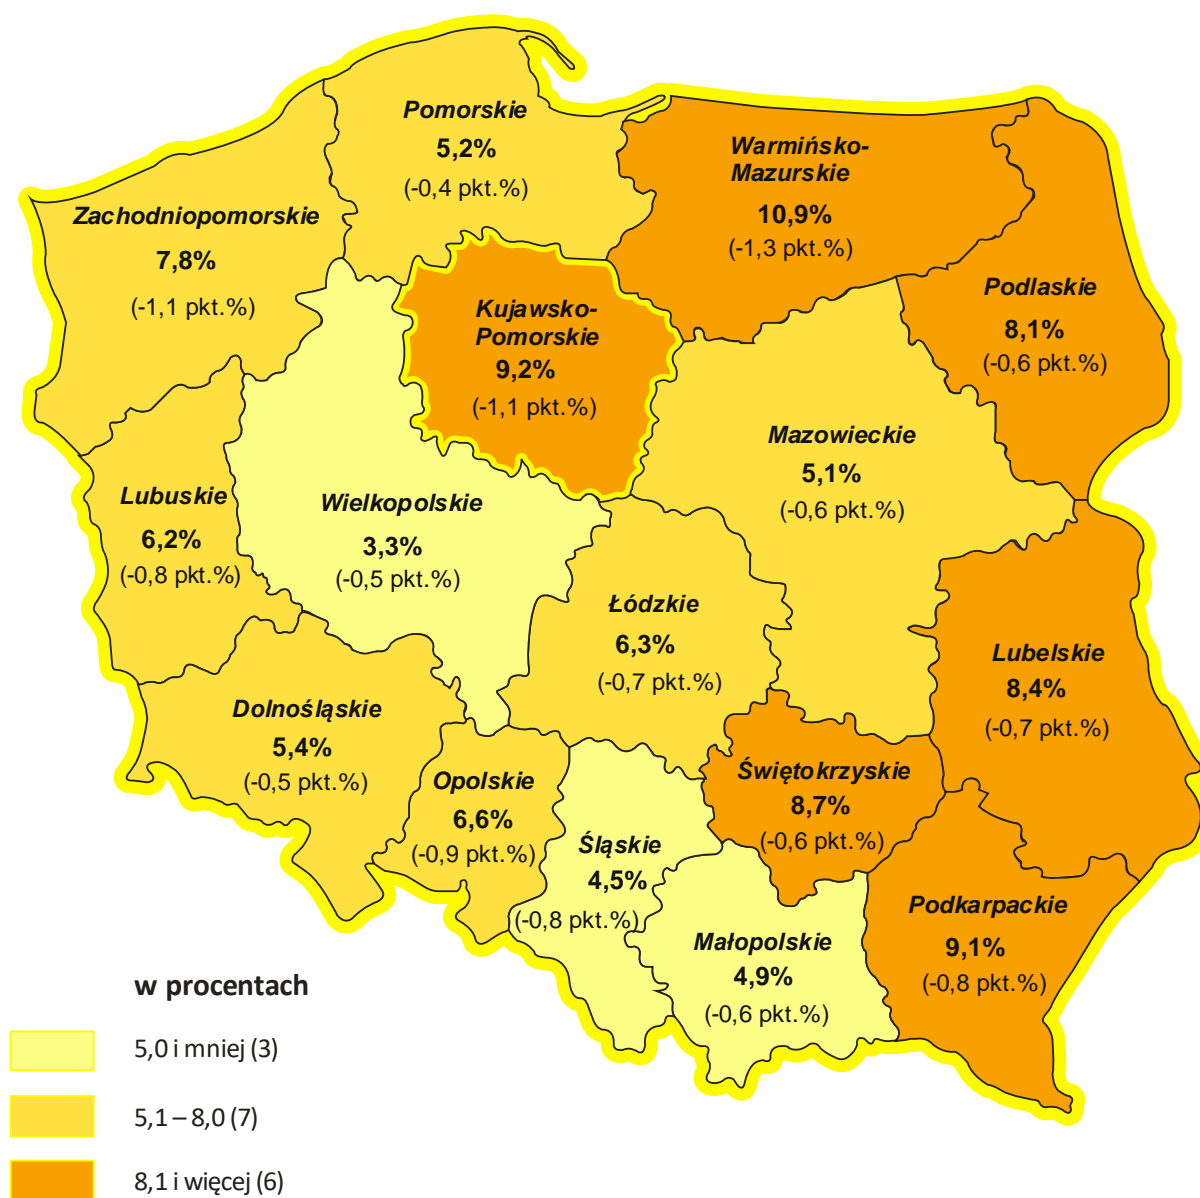 Pomorskie
5,2%
(-0,4 pkt.%)
Warmińsko-
Mazurskie
10,9%
(-1,3 pkt.%)
Zachodniopomorskie
7,8%
(-1,1 pkt.%)
Podlaskie
8,1%
(-0,6 pkt.%)
Kujawsko-
Pomorskie
9,2%
(-1,1 pkt.%)
Mazowieckie
5,1%
(-0,6 pkt.%)
Lubuskie
6,2%
(-0,8 pkt.%)
Wielkopolskie
3,3%
(-0,5 pkt.%)
Łódzkie
6,3%
(-0,7 pkt.%)
Lubelskie
8,4%
(-0,7 pkt.%)
Dolnośląskie
5,4%
(-0,5 pkt.%)
Opolskie
6,6%
(-0,9 pkt.%)
Świętokrzyskie
8,7%
(-0,6 pkt.%)
Śląskie
4,5%
(-0,8 pkt.%)
Małopolskie
4,9%
(-0,6 pkt.%)
Podkarpackie
9,1%
(-0,8 pkt.%)
w procentach
5,0 i mniej (3)
5,1 – 8,0 (7)
8,1 i więcej (6)